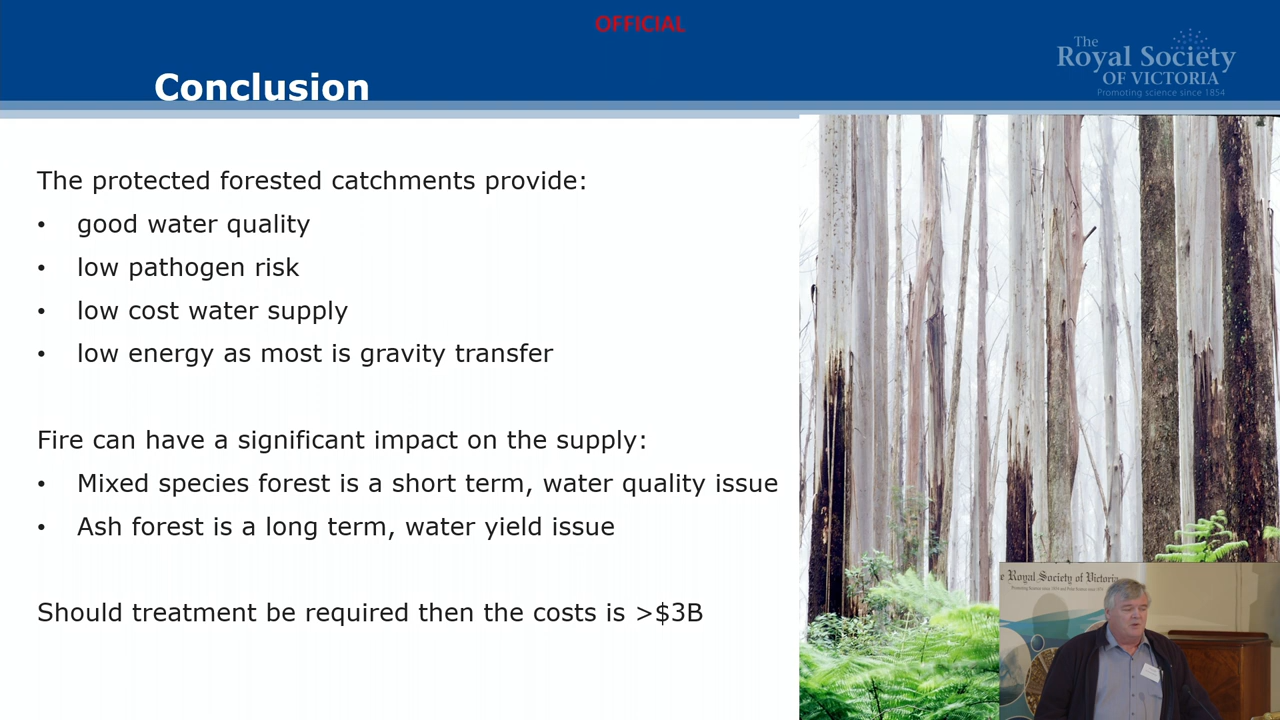 OFFICIAL
The
Royal Society
OF VICTORIA
Promoting science since 1854
Conclusion
The protected forested catchments provide:
• good water quality
• low pathogen risk
• low cost water supply
• low energy as most is gravity transfer
Fire can have a significant impact on the supply:
• Mixed species forest is a short term, water quality issue
• Ash forest is a long term, water yield issue
Should treatment be required then the costs is >$3B
e Royal Society of Victoria